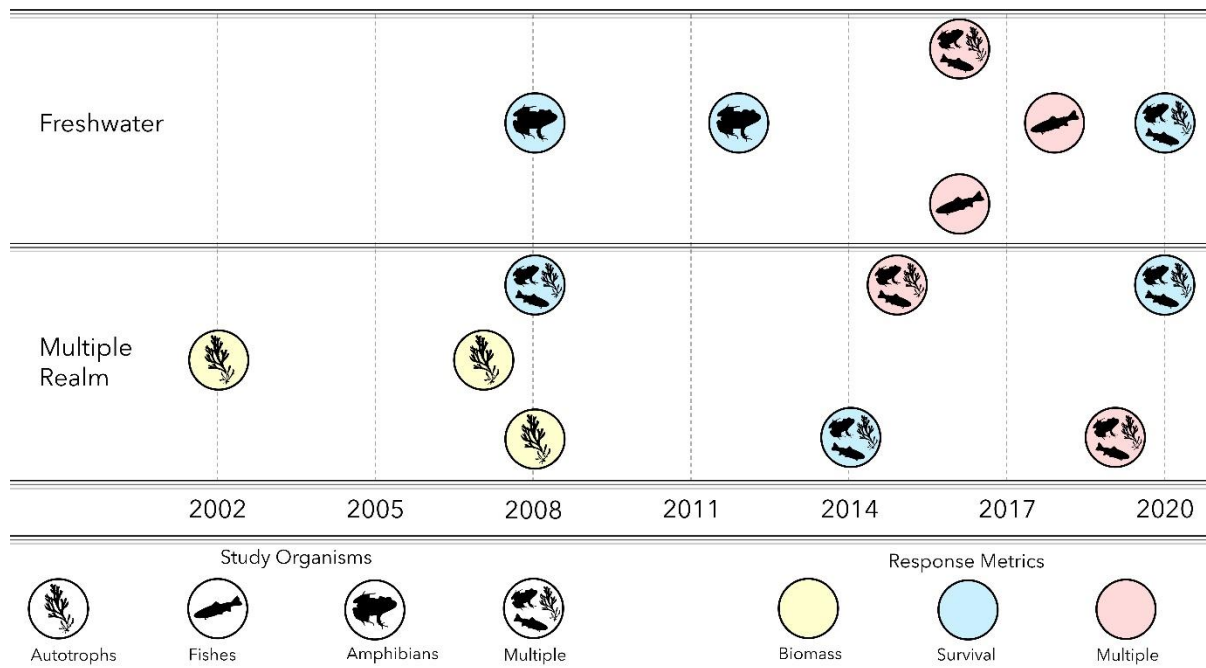 Freshwater
Multiple
Realm
2002 2005 2008 2011 2014 2017 2020
Study Organisms Response Metrics
Autotrophs Fishes Amphibians Multiple Biomass Survival Multiple